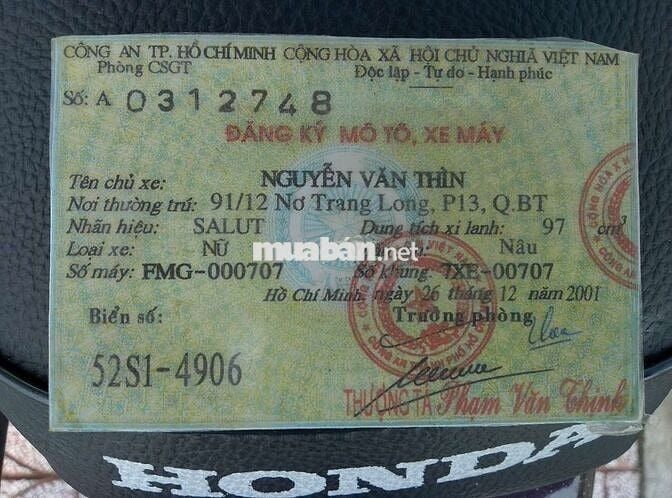 CÔNG AN TP. HỒ CHÍ MINH CỘNG HÒA XÃ HỘI CHỦ NGHĨA VIỆT NAM
Phòng CSGT Độc lập - Tự do - Hạnh phúc
Số: A 0312748
ĐĂNG KÝ MÔ TÔ, XE MÁY
Tên chủ xe: NGUYỄN VĂN THÌN
Nơi thường trú: 91/12 Nơ Trang Long, P13, Q.BT
Nhãn hiệu: SALUT Dung tích xi lanh: 97 cm³
Loại xe: NỮ Nâu
muaban.net
Số máy: FMG-000707 Số khung: TXE-00707
Hồ Chí Minh, ngày 26 tháng 12 năm 2001
Biển số: Trưởng phòng
52S1-4906
THƯỢNG TÁ Phạm Văn Thinh
HONDA